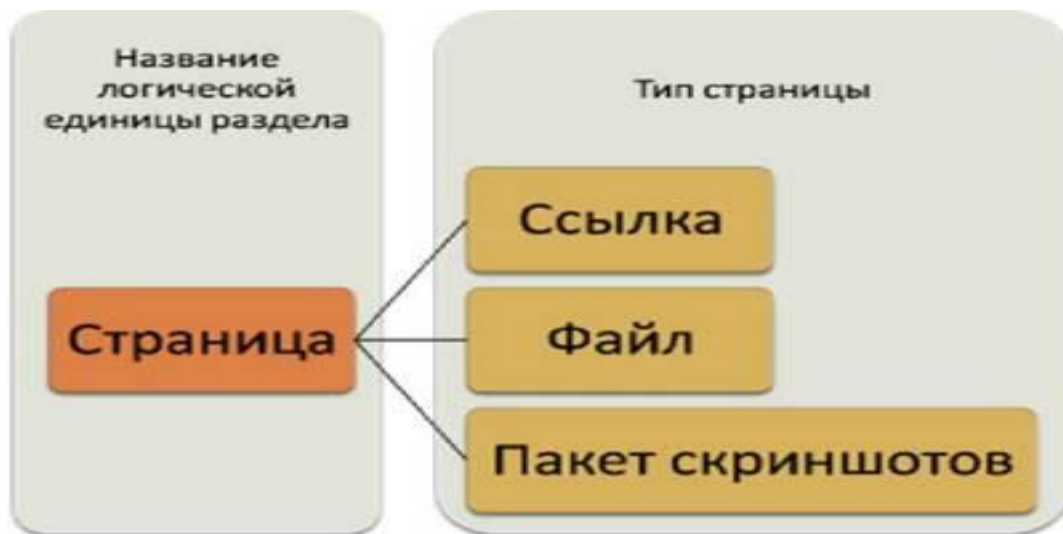 Название
логической
единицы раздела
Тип страницы
Ссылка
Страница
Файл
Пакет скриншотов